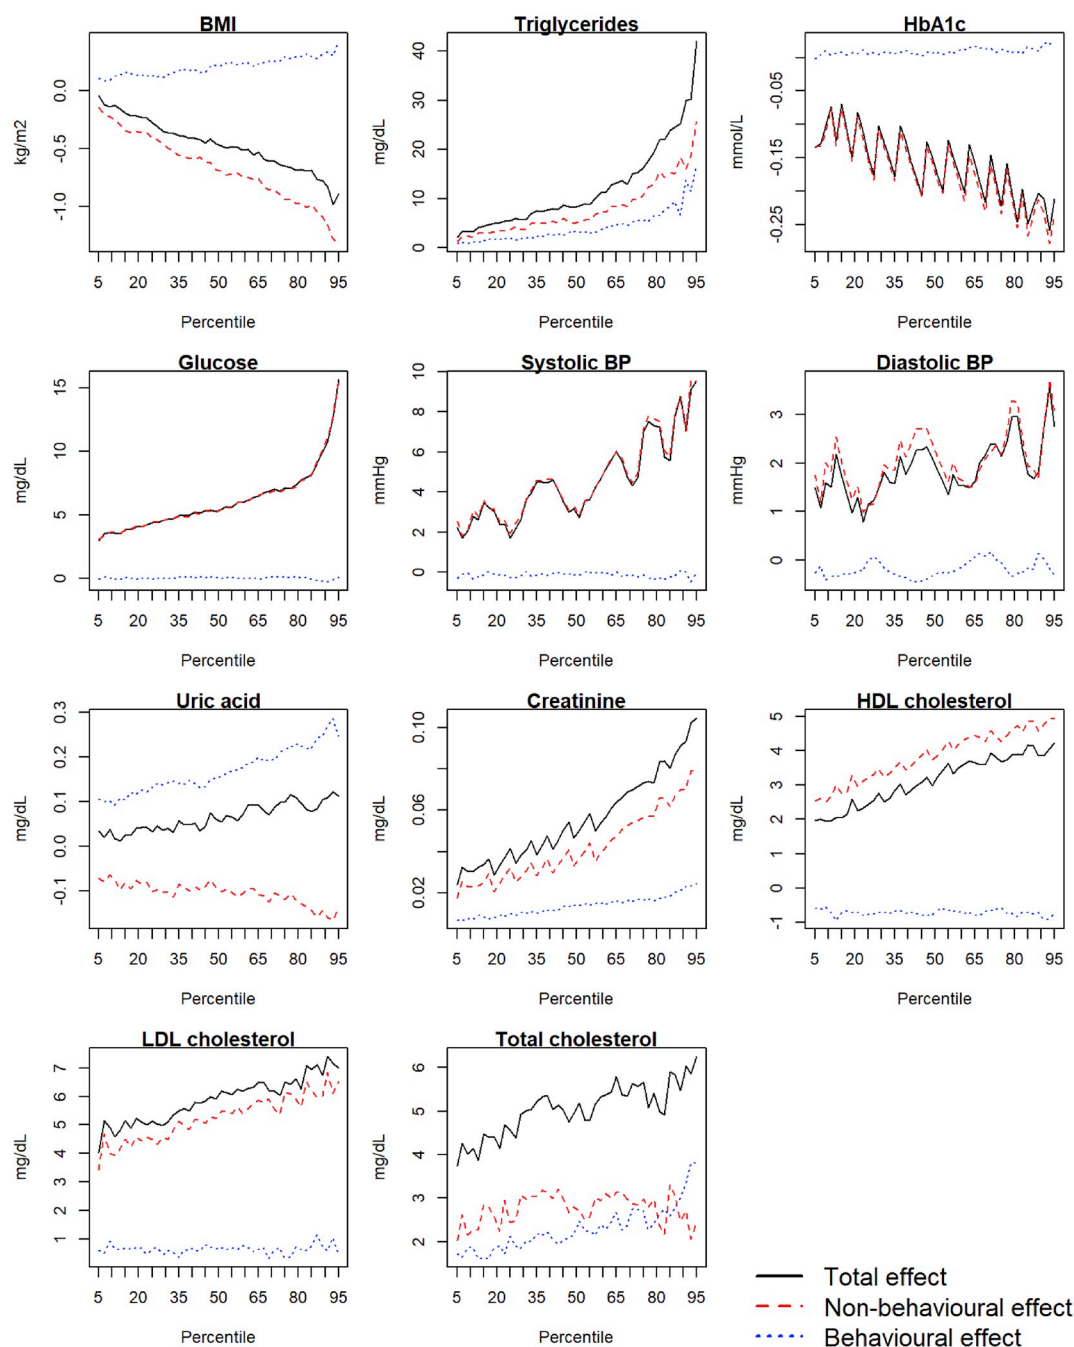 BMI
kg/m2
0.0
-0.5
-1.0
5 20 35 50 65 80 95
Percentile
Triglycerides
mg/dL
40
30
20
10
0
5 20 35 50 65 80 95
Percentile
HbA1c
mmol/L
-0.05
-0.15
-0.25
5 20 35 50 65 80 95
Percentile
Glucose
mg/dL
15
10
5
0
5 20 35 50 65 80 95
Percentile
Systolic BP
mmHg
10
8
6
4
2
0
5 20 35 50 65 80 95
Percentile
Diastolic BP
mmHg
3
2
1
0
5 20 35 50 65 80 95
Percentile
Uric acid
mg/dL
0.3
0.2
0.1
0.0
-0.1
5 20 35 50 65 80 95
Percentile
Creatinine
mg/dL
0.10
0.06
0.02
5 20 35 50 65 80 95
Percentile
HDL cholesterol
mg/dL
5
4
3
2
1
0
-1
5 20 35 50 65 80 95
Percentile
LDL cholesterol
mg/dL
7
6
5
4
3
2
1
5 20 35 50 65 80 95
Percentile
Total cholesterol
mg/dL
6
5
4
3
2
5 20 35 50 65 80 95
Percentile
Total effect
Non-behavioural effect
Behavioural effect